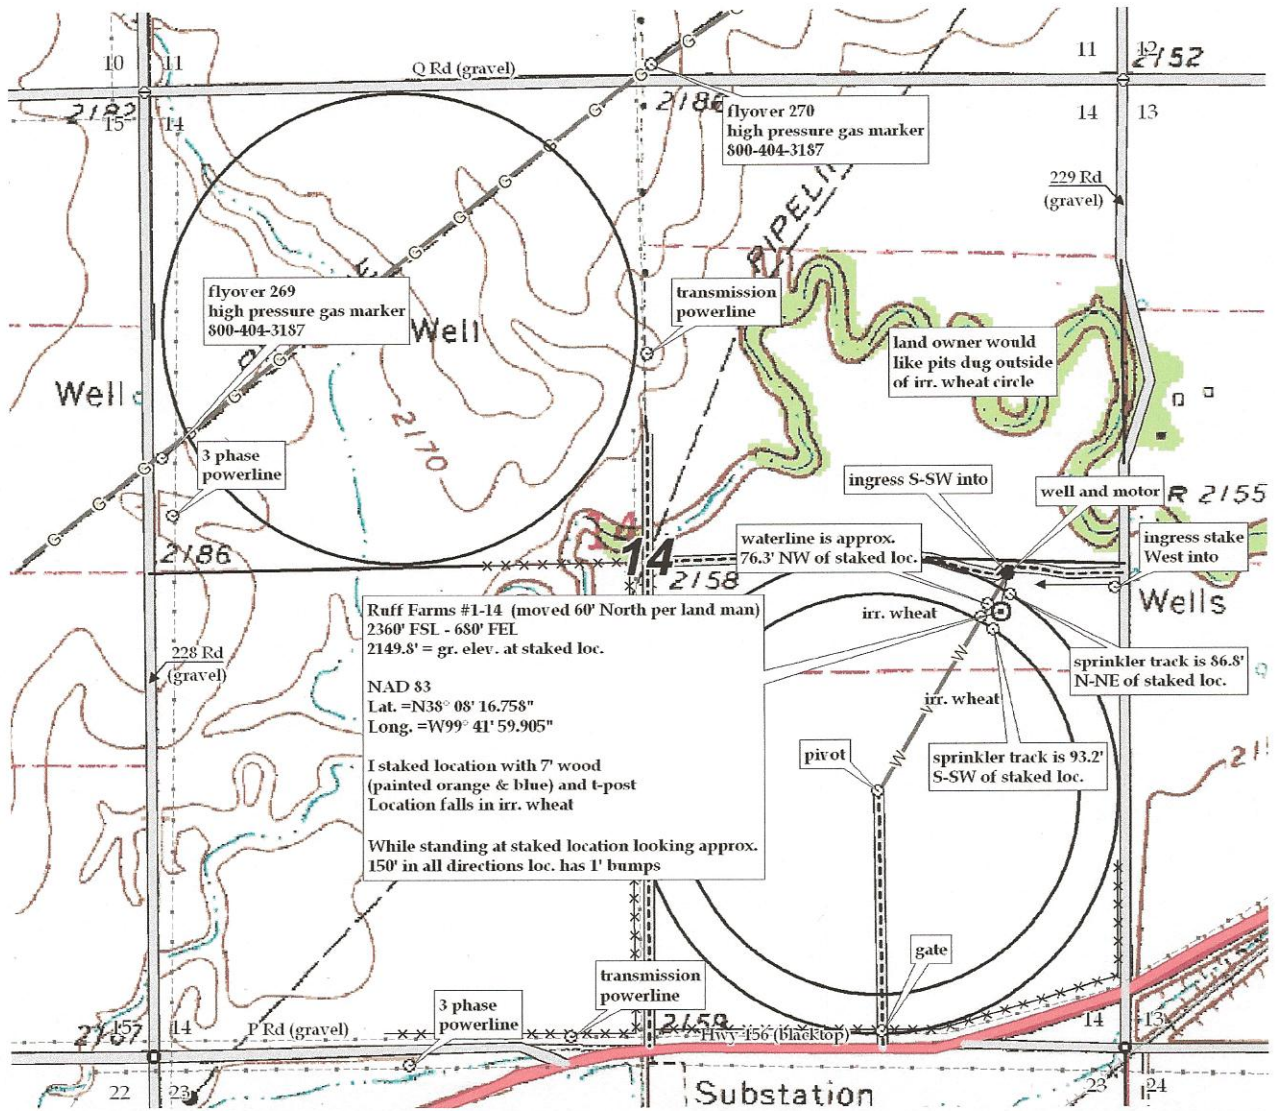 10
11
Q Rd (gravel)
11
12
2152
2182
15
14
2186
flyover 270
high pressure gas marker
800-404-3187
14
13
229 Rd
(gravel)
flyover 269
high pressure gas marker
800-404-3187
Well
transmission
powerline
land owner would
like pits dug outside
of irr. wheat circle
Well
2170
3 phase
powerline
ingress S-SW into
well and motor
R 2155
2186
14
14
2158
waterline is approx.
76.3' NW of staked loc.
ingress stake
West into
Wells
Ruff Farms #1-14 (moved 60' North per land man)
2360' FSL - 680' FEL
2149.8' = gr. elev. at staked loc.
NAD 83
Lat. =N38° 08' 16.758"
Long. =W99° 41' 59.905"
I staked location with 7' wood
(painted orange & blue) and t-post
Location falls in irr. wheat
While standing at staked location looking approx.
150' in all directions loc. has 1' bumps
irr. wheat
228 Rd
(gravel)
sprinkler track is 86.8'
N-NE of staked loc.
irr. wheat
W
W
pivot
sprinkler track is 93.2'
S-SW of staked loc.
gate
transmission
powerline
3 phase
powerline
2167
15
14
P Rd (gravel)
2159
Hwy 156 (blacktop)
14
13
22
23
Substation
23
24
G
G
G
G
G
G
G
G
G
G
G
G